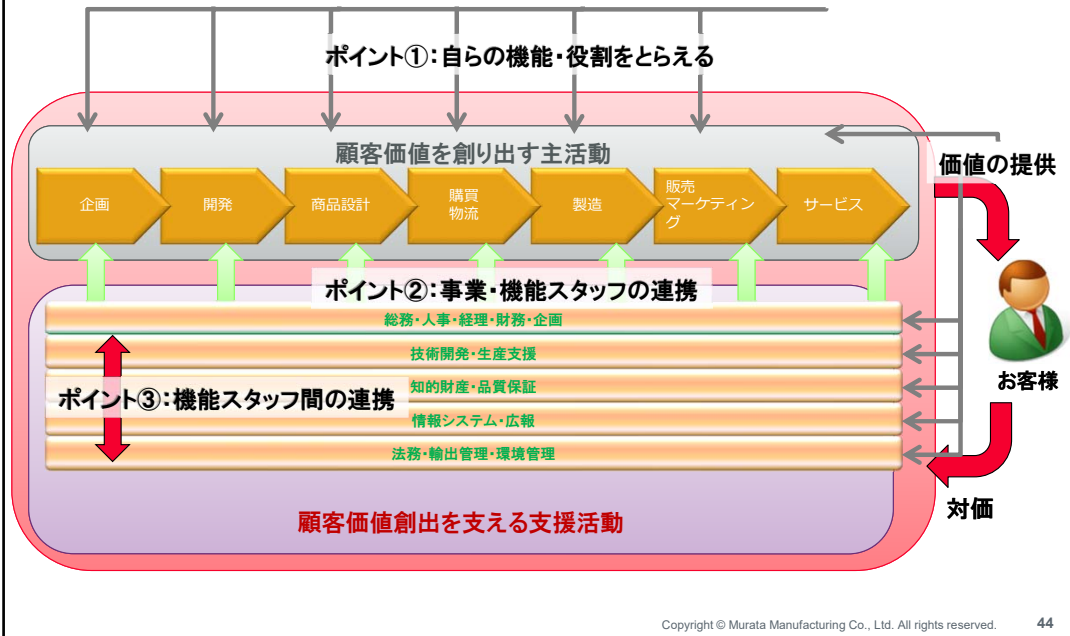 ポイント①：自らの機能・役割をとらえる
顧客価値を創り出す主活動
企画
開発
商品設計
購買
物流
製造
販売
マーケティン
グ
サービス
価値の提供
ポイント②：事業・機能スタッフの連携
総務・人事・経理・財務・企画
技術開発・生産支援
知的財産・品質保証
ポイント③：機能スタッフ間の連携
情報システム・広報
法務・輸出管理・環境管理
お客様
対価
顧客価値創出を支える支援活動
Copyright © Murata Manufacturing Co., Ltd. All rights reserved.
44